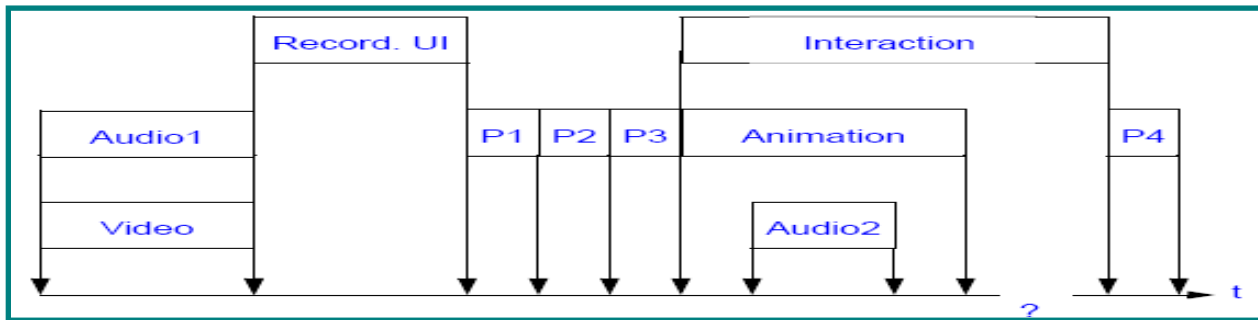 Record. UI Interaction
Audio1 P1 P2 P3 Animation P4
Video Audio2
t
?